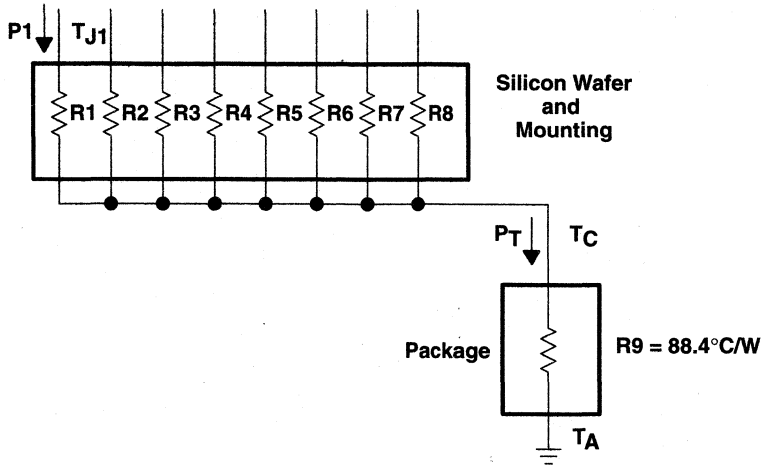 P1
TJ1
R1
R2
R3
R4
R5
R6
R7
R8
Silicon Wafer
and
Mounting
PT
TC
Package
R9 = 88.4°C/W
TA